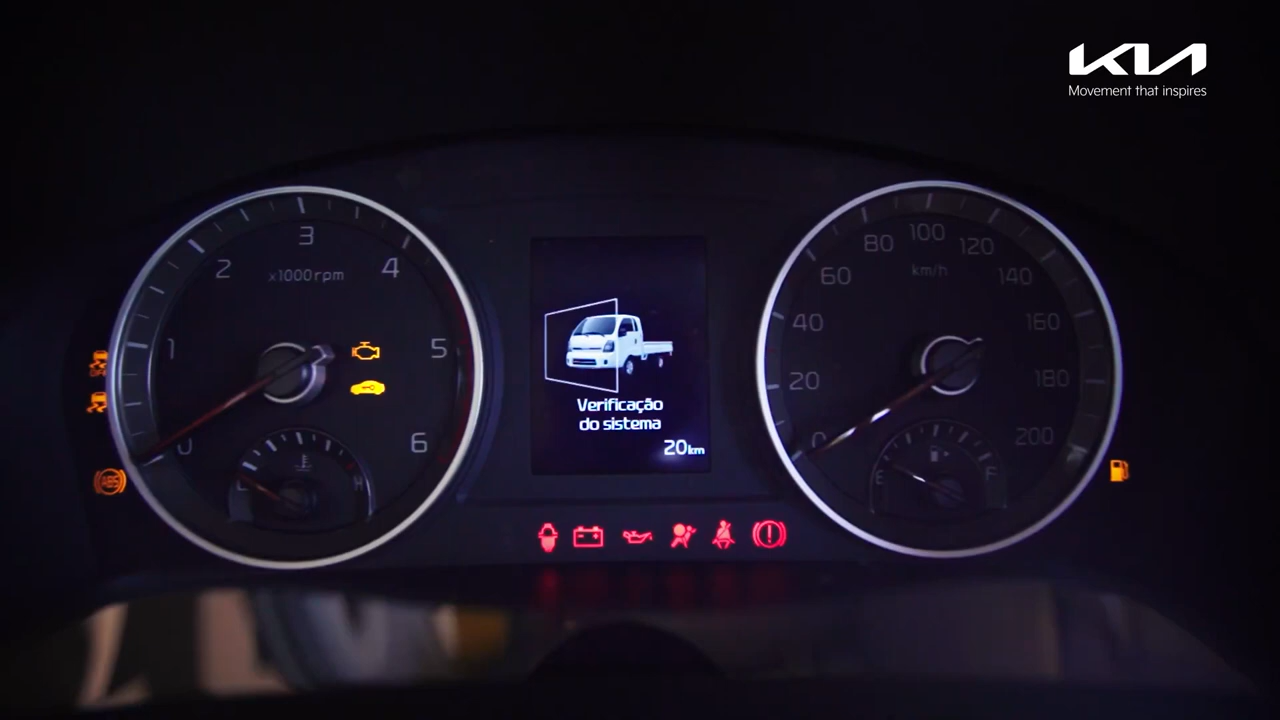 KIA
Movement that inspires
0
1
2
3
4
5
6
x1000rpm
H
ABS
Verificação
do sistema
20km
0
20
40
60
80
100
120
140
160
180
200
km/h
E
F